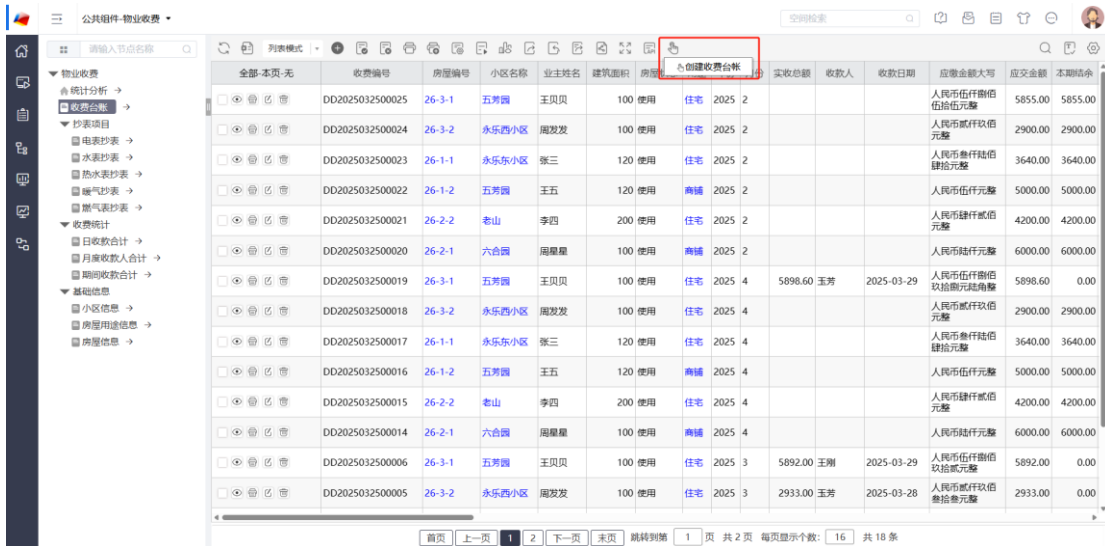 公共组件-物业收费
空间检索
请输入节点名称
列表模式
创建收费台帐
物业收费
统计分析
收费台账
抄表项目
电表抄表
水表抄表
热水表抄表
暖气抄表
燃气表抄表
收费统计
日收款合计
月度收款人合计
期间收款合计
基础信息
小区信息
房屋用途信息
房屋信息
全部-本页-无 收费编号 房屋编号 小区名称 业主姓名 建筑面积 实收总额 收款人 收款日期 应缴金额大写 应交金额 本期结余
DD2025032500025 26-3-1 五芳园 王贝贝 100 使用 住宅 2025 2 人民币伍仟捌佰伍拾伍元整 5855.00 5855.00
DD2025032500024 26-3-2 永乐西小区 周发发 100 使用 住宅 2025 2 人民币贰仟玖佰元整 2900.00 2900.00
DD2025032500023 26-1-1 永乐东小区 张三 120 使用 住宅 2025 2 人民币叁仟陆佰肆拾元整 3640.00 3640.00
DD2025032500022 26-1-2 五芳园 王五 120 使用 商铺 2025 2 人民币伍仟元整 5000.00 5000.00
DD2025032500021 26-2-2 老山 李四 200 使用 住宅 2025 2 人民币肆仟贰佰元整 4200.00 4200.00
DD2025032500020 26-2-1 六合园 周星星 100 使用 商铺 2025 2 人民币陆仟元整 6000.00 6000.00
DD2025032500019 26-3-1 五芳园 王贝贝 100 使用 住宅 2025 4 5898.60 王芳 2025-03-29 人民币伍仟捌佰玖拾捌元陆角整 5898.60 0.00
DD2025032500018 26-3-2 永乐西小区 周发发 100 使用 住宅 2025 4 人民币贰仟玖佰元整 2900.00 2900.00
DD2025032500017 26-1-1 永乐东小区 张三 120 使用 住宅 2025 4 人民币叁仟陆佰肆拾元整 3640.00 3640.00
DD2025032500016 26-1-2 五芳园 王五 120 使用 商铺 2025 4 人民币伍仟元整 5000.00 5000.00
DD2025032500015 26-2-2 老山 李四 200 使用 住宅 2025 4 人民币肆仟贰佰元整 4200.00 4200.00
DD2025032500014 26-2-1 六合园 周星星 100 使用 商铺 2025 4 人民币陆仟元整 6000.00 6000.00
DD2025032500006 26-3-1 五芳园 王贝贝 100 使用 住宅 2025 3 5892.00 王刚 2025-03-29 人民币伍仟捌佰玖拾贰元整 5892.00 0.00
DD2025032500005 26-3-2 永乐西小区 周发发 100 使用 住宅 2025 3 2933.00 玉芳 2025-03-28 人民币贰仟玖佰叁拾叁元整 2933.00 0.00
首页 上一页 1 2 下一页 末页 跳转到第 1 页 共 2 页 每页显示个数: 16 共 18 条